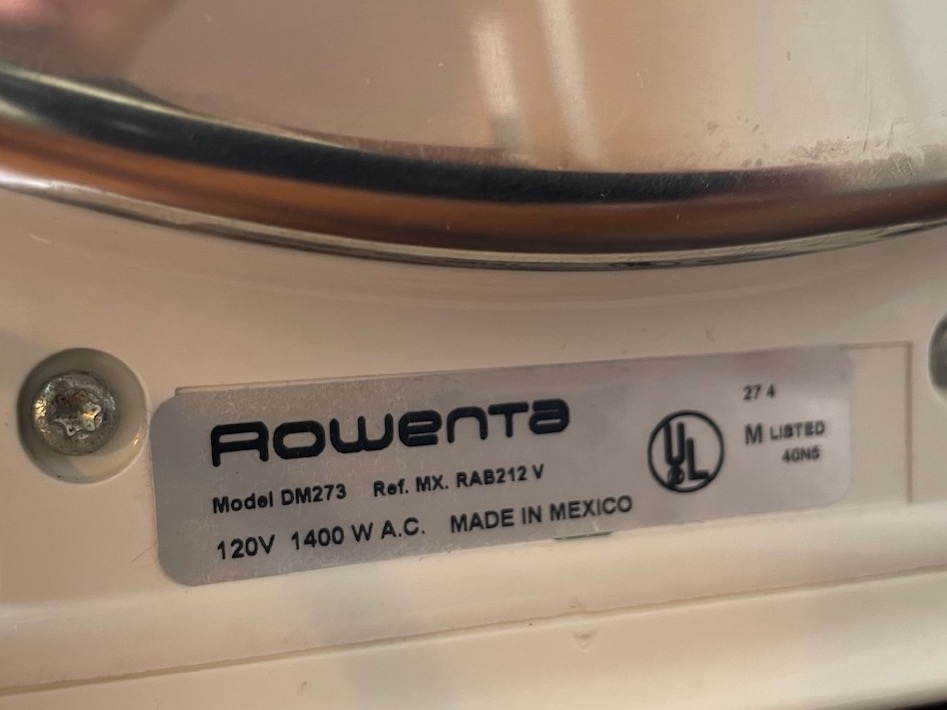 Rowenta
Model DM273 Ref. MX. RAB212 V
120V 1400 W A.C. MADE IN MEXICO
UL
27 4
M LISTED
40N5